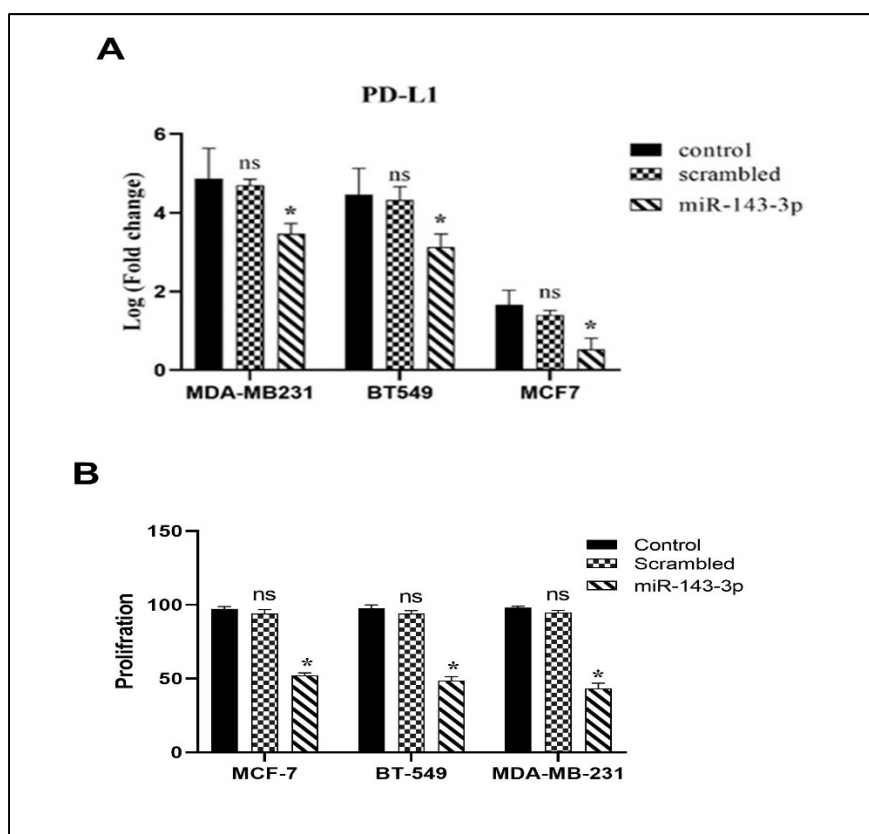 A
PD-L1
Log (Fold change)
6
4
2
0
ns
*
ns
*
ns
*
control
scrambled
miR-143-3p
MDA-MB231 BT549 MCF7
B
Prolifration
150
100
50
0
ns
*
ns
*
ns
*
Control
Scrambled
miR-143-3p
MCF-7 BT-549 MDA-MB-231